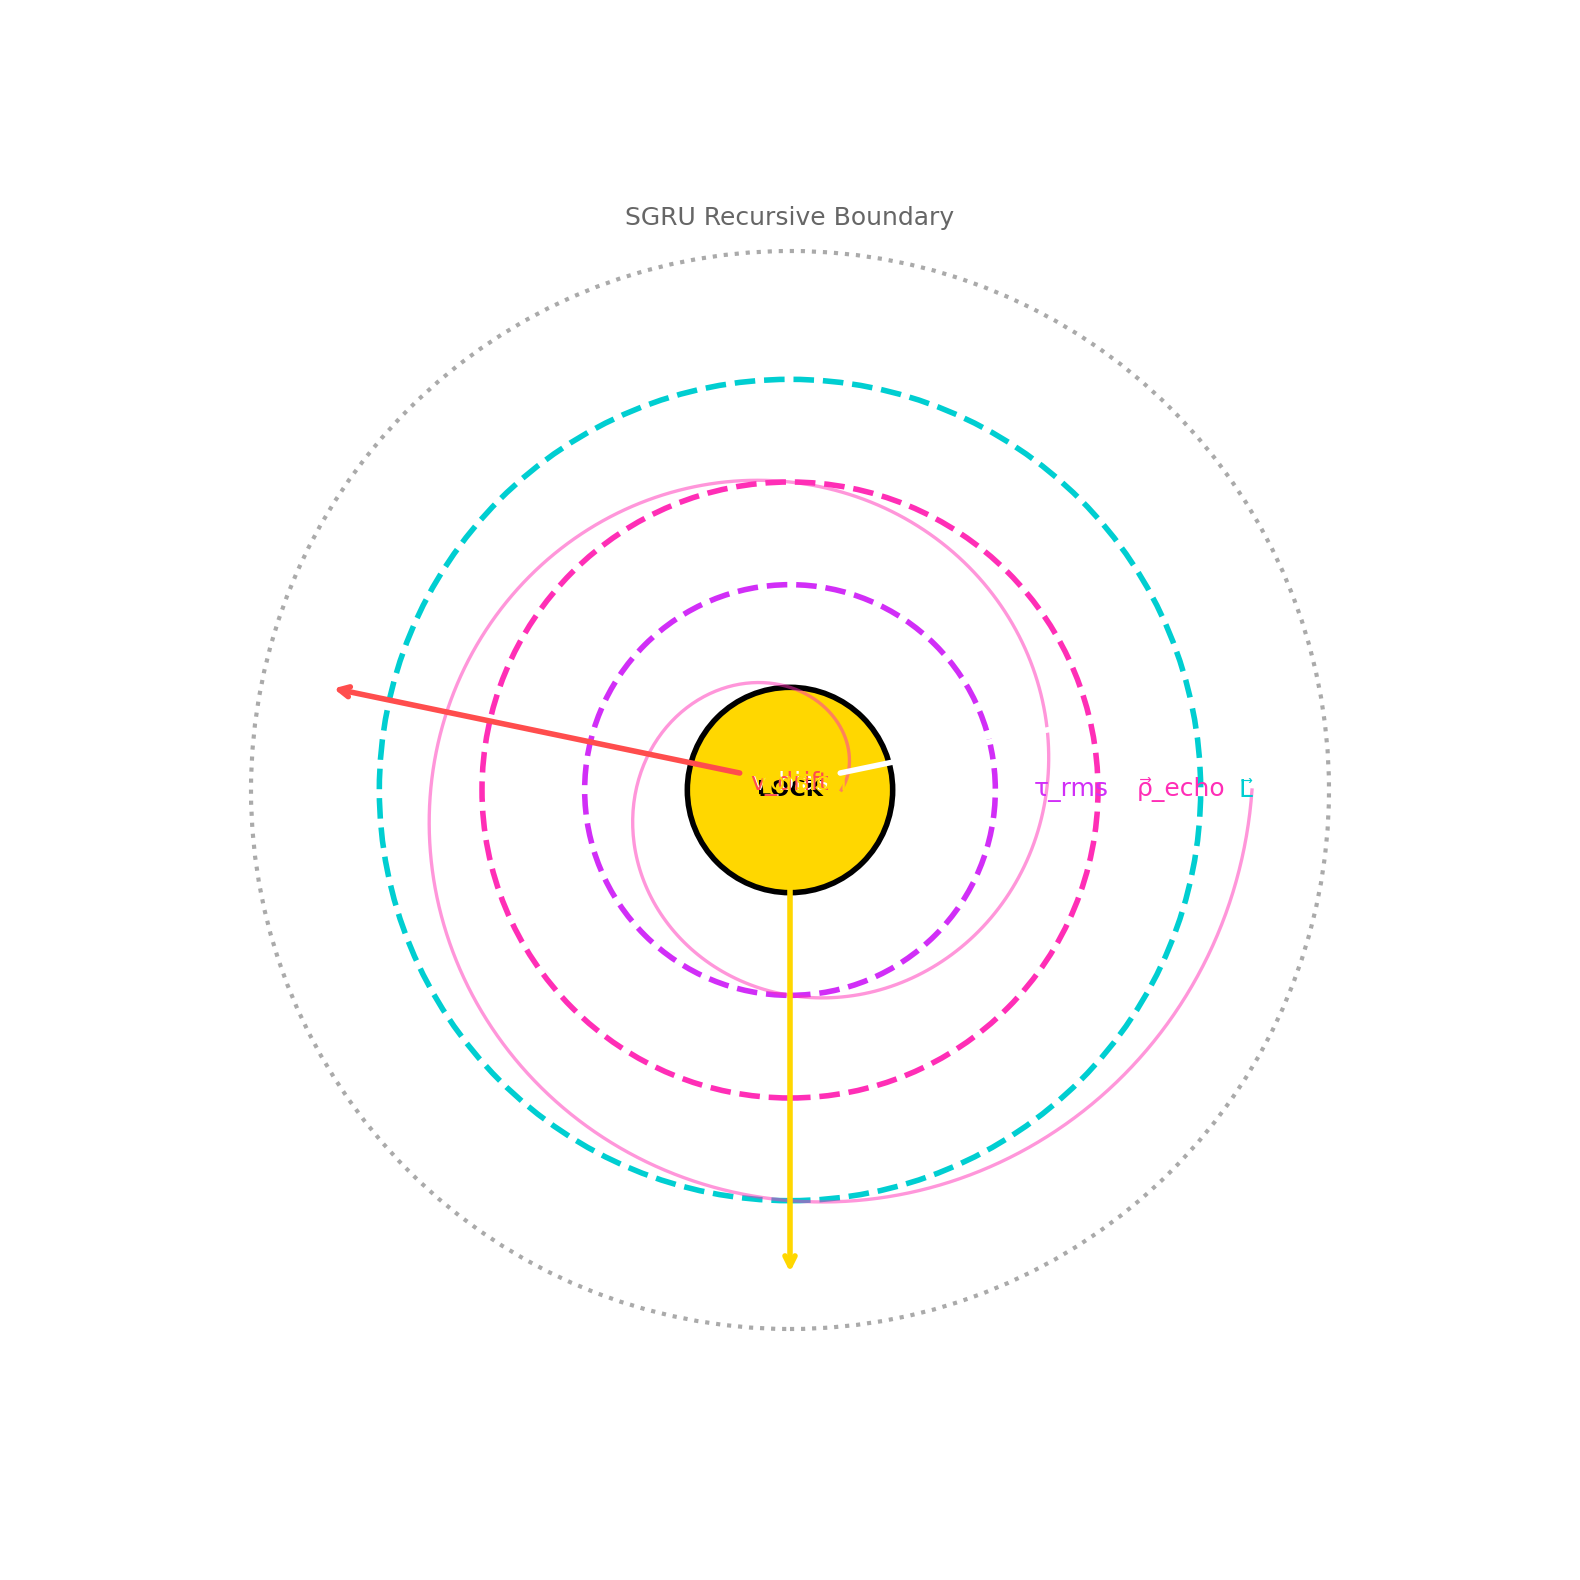 SGRU Recursive Boundary
LOCK
τ_rms ρ⃗_echo L⃗